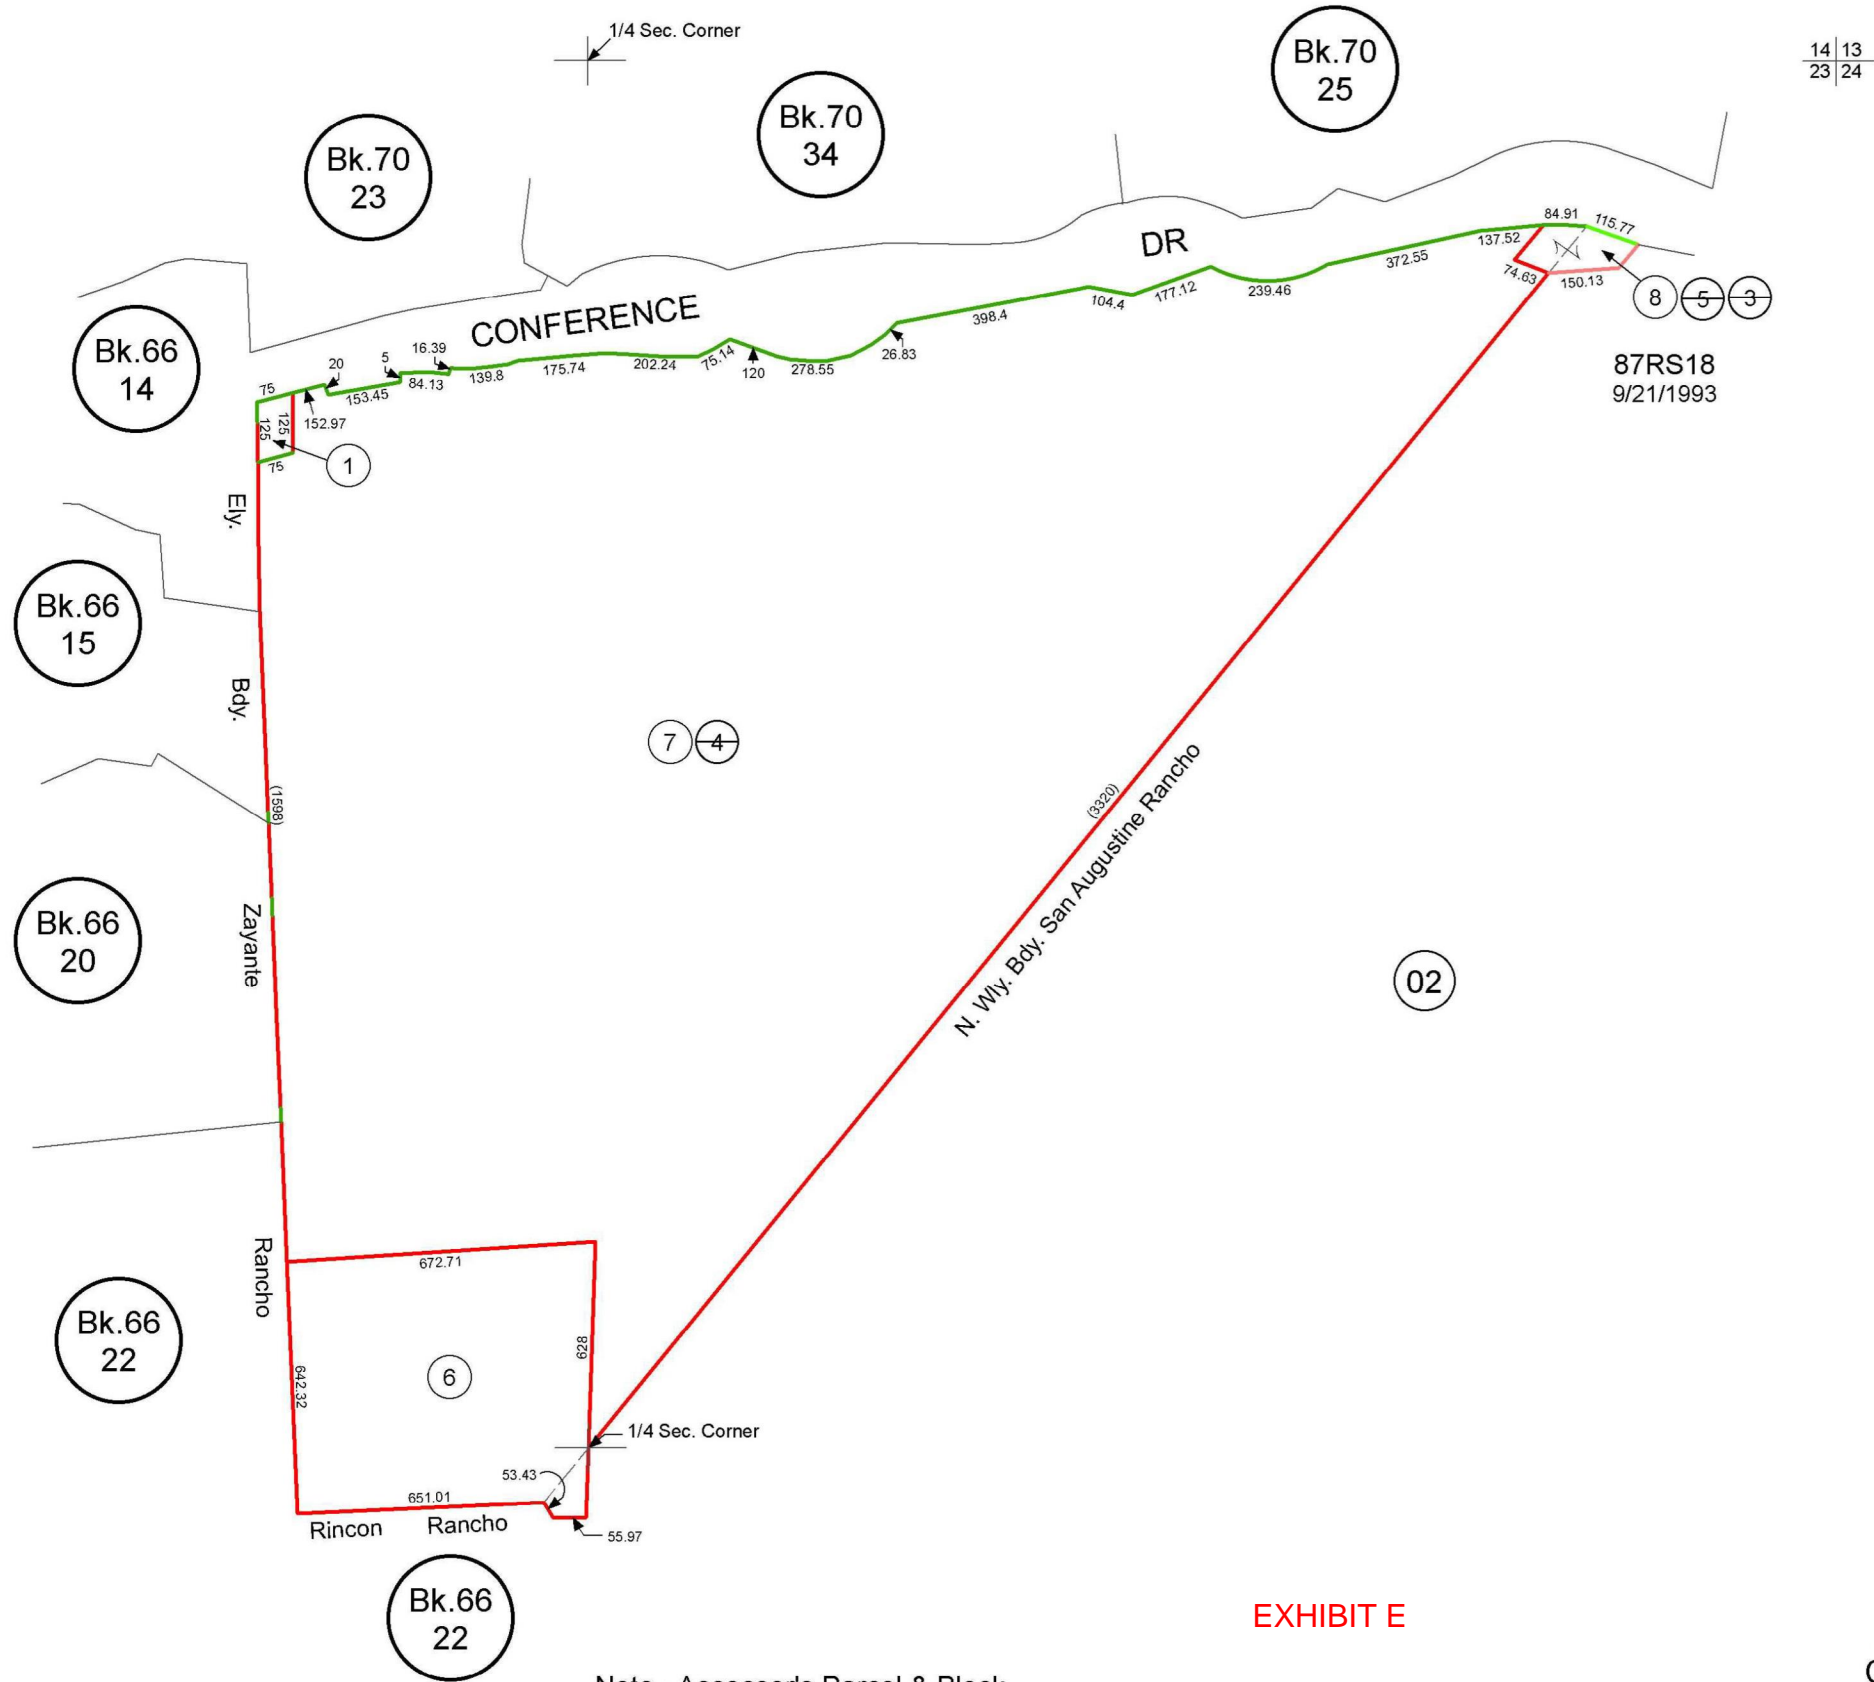 1/4 Sec. Corner
Bk.70
25
14 13
23 24
Bk.70
34
Bk.70
23
DR
84.91
115.77
137.52
372.55
74.63
150.13
8 5 3
239.46
177.12
104.4
398.4
CONFERENCE
26.83
278.55
120
75.14
202.24
175.74
139.8
16.39
84.13
5
153.45
20
152.97
75
125
125
75
1
Bk.66
14
87RS18
9/21/1993
Ely.
Bk.66
15
Bdy.
7 4
(1598)
(3320)
N. Wly. Bdy. San Augustine Rancho
Bk.66
20
Zayante
02
Rancho
672.71
Bk.66
22
628
6
642.32
1/4 Sec. Corner
53.43
651.01
Rincon Rancho
55.97
Bk.66
22
EXHIBIT E
Note - Assessor's Parcel & Block